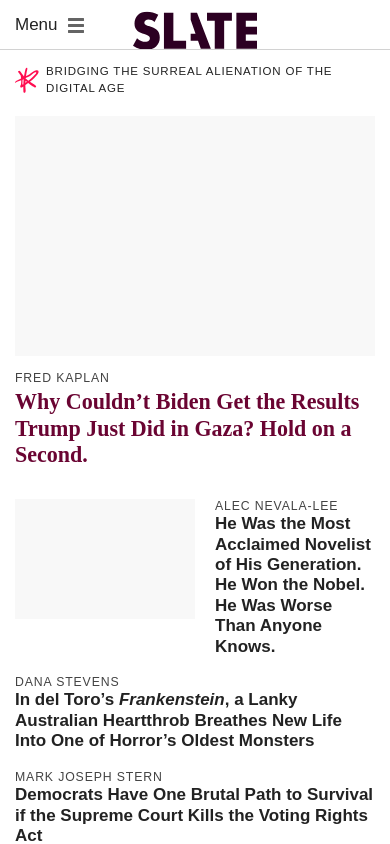 Menu
SLATE
BRIDGING THE SURREAL ALIENATION OF THE
DIGITAL AGE
FRED KAPLAN
Why Couldn’t Biden Get the Results
Trump Just Did in Gaza? Hold on a
Second.
ALEC NEVALA-LEE
He Was the Most
Acclaimed Novelist
of His Generation.
He Won the Nobel.
He Was Worse
Than Anyone
Knows.
DANA STEVENS
In del Toro’s Frankenstein, a Lanky
Australian Heartthrob Breathes New Life
Into One of Horror’s Oldest Monsters
MARK JOSEPH STERN
Democrats Have One Brutal Path to Survival
if the Supreme Court Kills the Voting Rights
Act